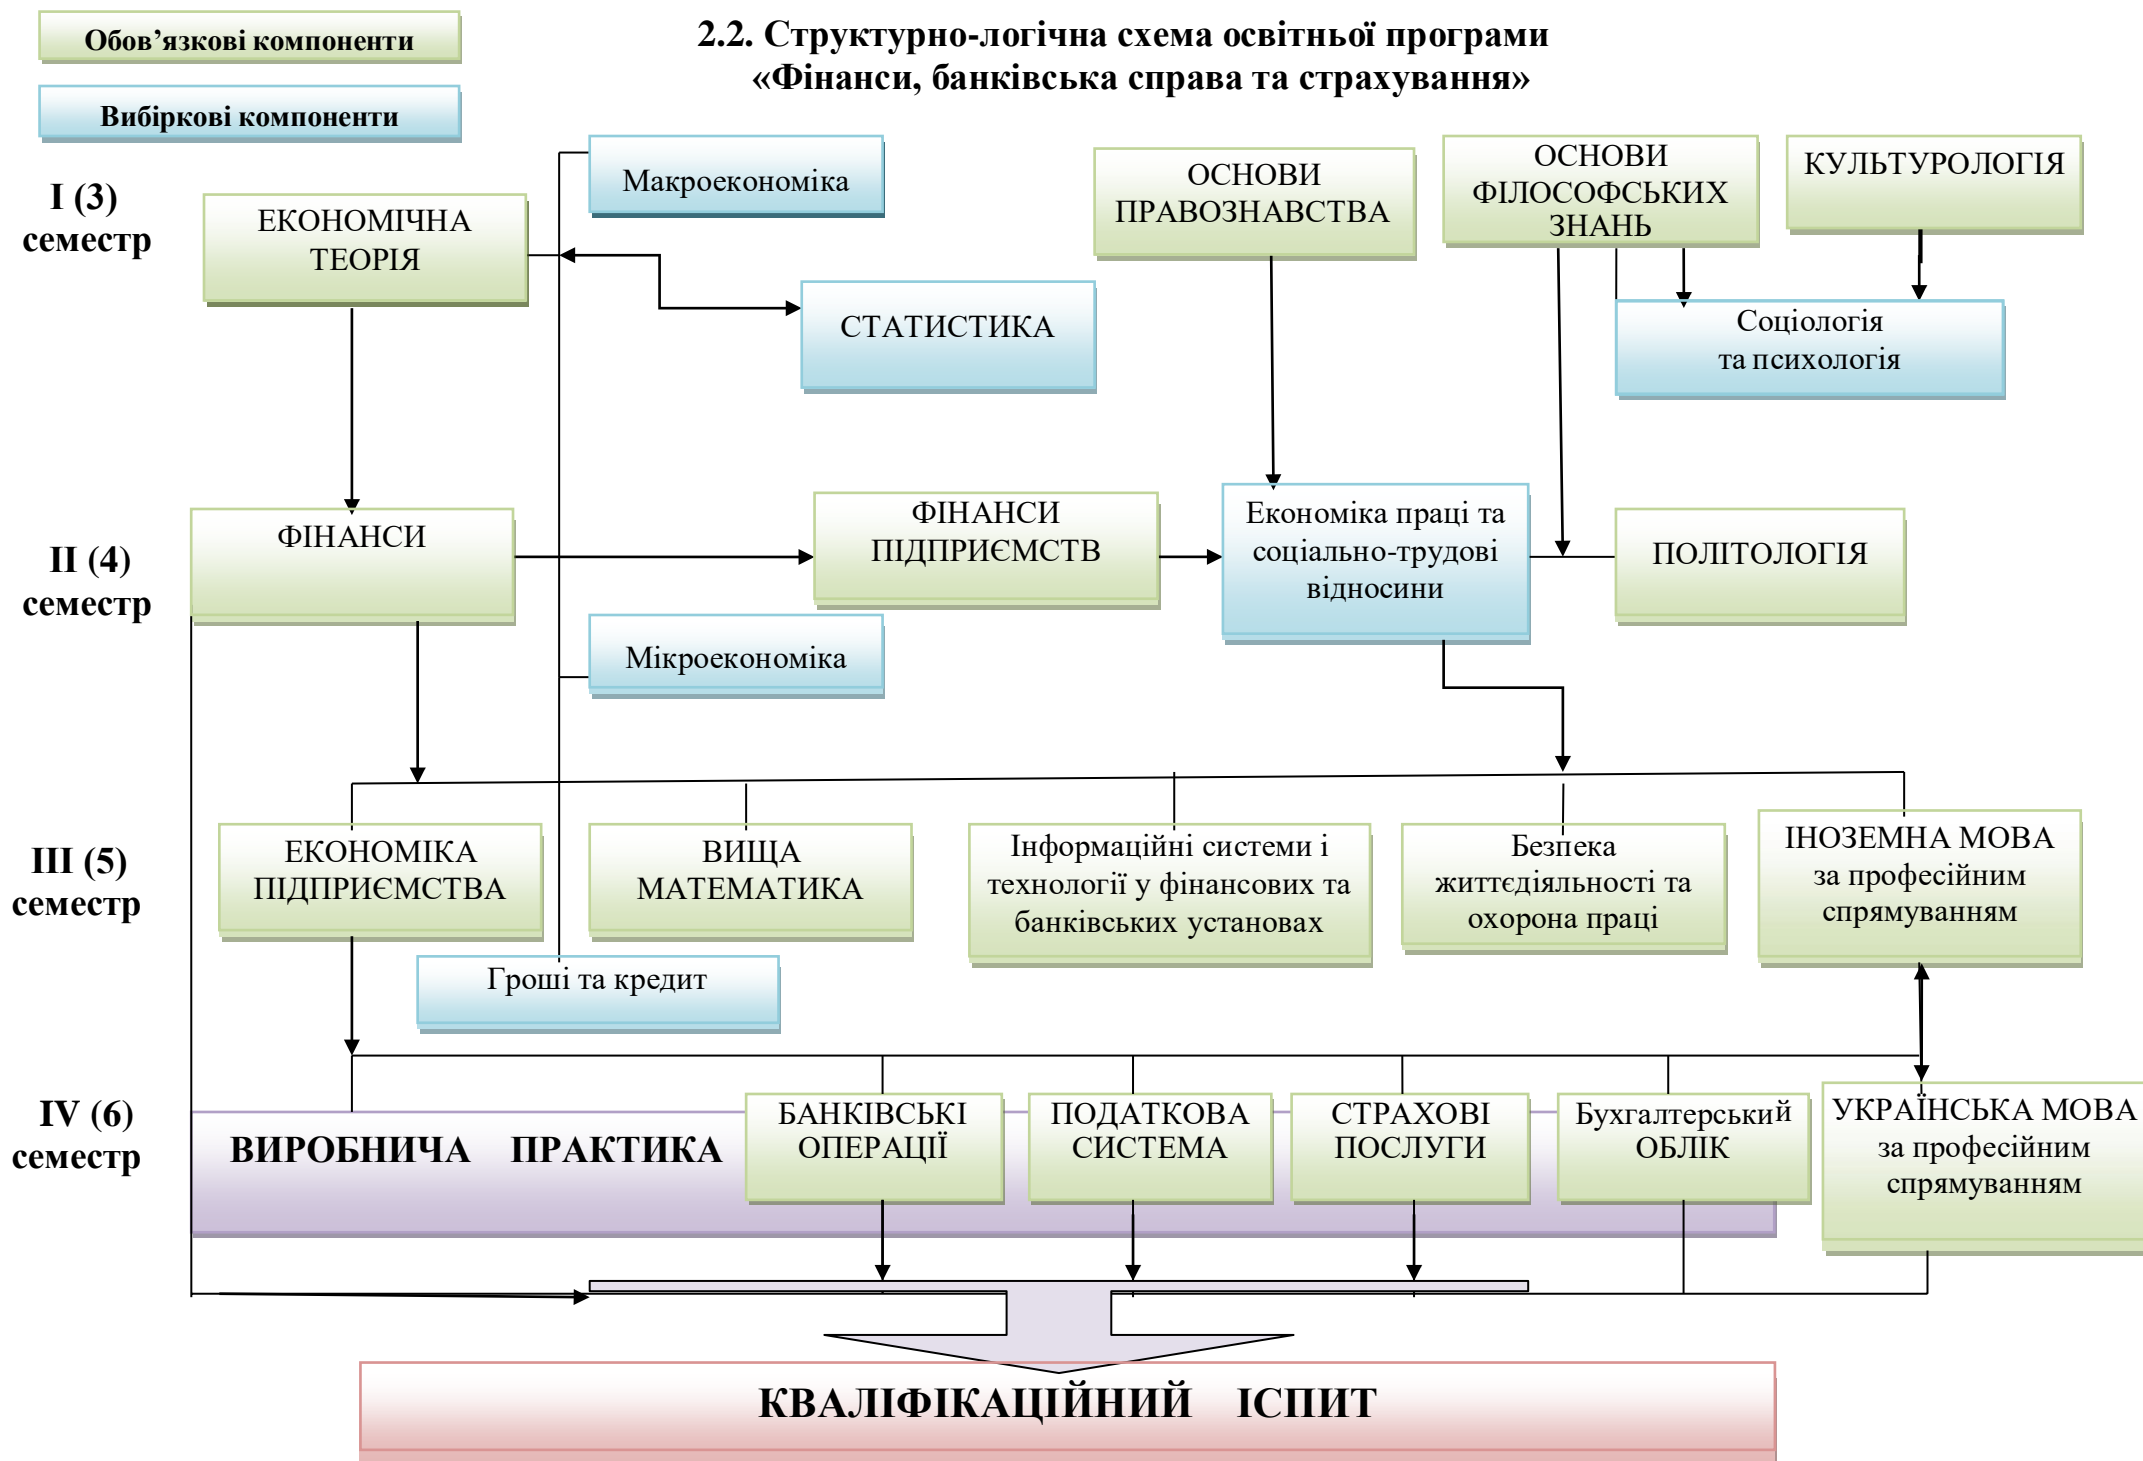 Обов’язкові компоненти
2.2. Структурно-логічна схема освітньої програми
«Фінанси, банківська справа та страхування»
Вибіркові компоненти
І (3)
семестр
ЕКОНОМІЧНА
ТЕОРІЯ
Макроекономіка
СТАТИСТИКА
ОСНОВИ
ПРАВОЗНАВСТВА
ОСНОВИ
ФІЛОСОФСЬКИХ
ЗНАНЬ
КУЛЬТУРОЛОГІЯ
Соціологія
та психологія
ІІ (4)
семестр
ФІНАНСИ
ФІНАНСИ
ПІДПРИЄМСТВ
Економіка праці та
соціально-трудові
відносини
ПОЛІТОЛОГІЯ
Мікроекономіка
ІІІ (5)
семестр
ЕКОНОМІКА
ПІДПРИЄМСТВА
ВИЩА
МАТЕМАТИКА
Інформаційні системи і
технології у фінансових та
банківських установах
Безпека
життєдіяльності та
охорона праці
ІНОЗЕМНА МОВА
за професійним
спрямуванням
Гроші та кредит
IV (6)
семестр
ВИРОБНИЧА ПРАКТИКА
БАНКІВСЬКІ
ОПЕРАЦІЇ
ПОДАТКОВА
СИСТЕМА
СТРАХОВІ
ПОСЛУГИ
Бухгалтерський
ОБЛІК
УКРАЇНСЬКА МОВА
за професійним
спрямуванням
КВАЛІФІКАЦІЙНИЙ ІСПИТ